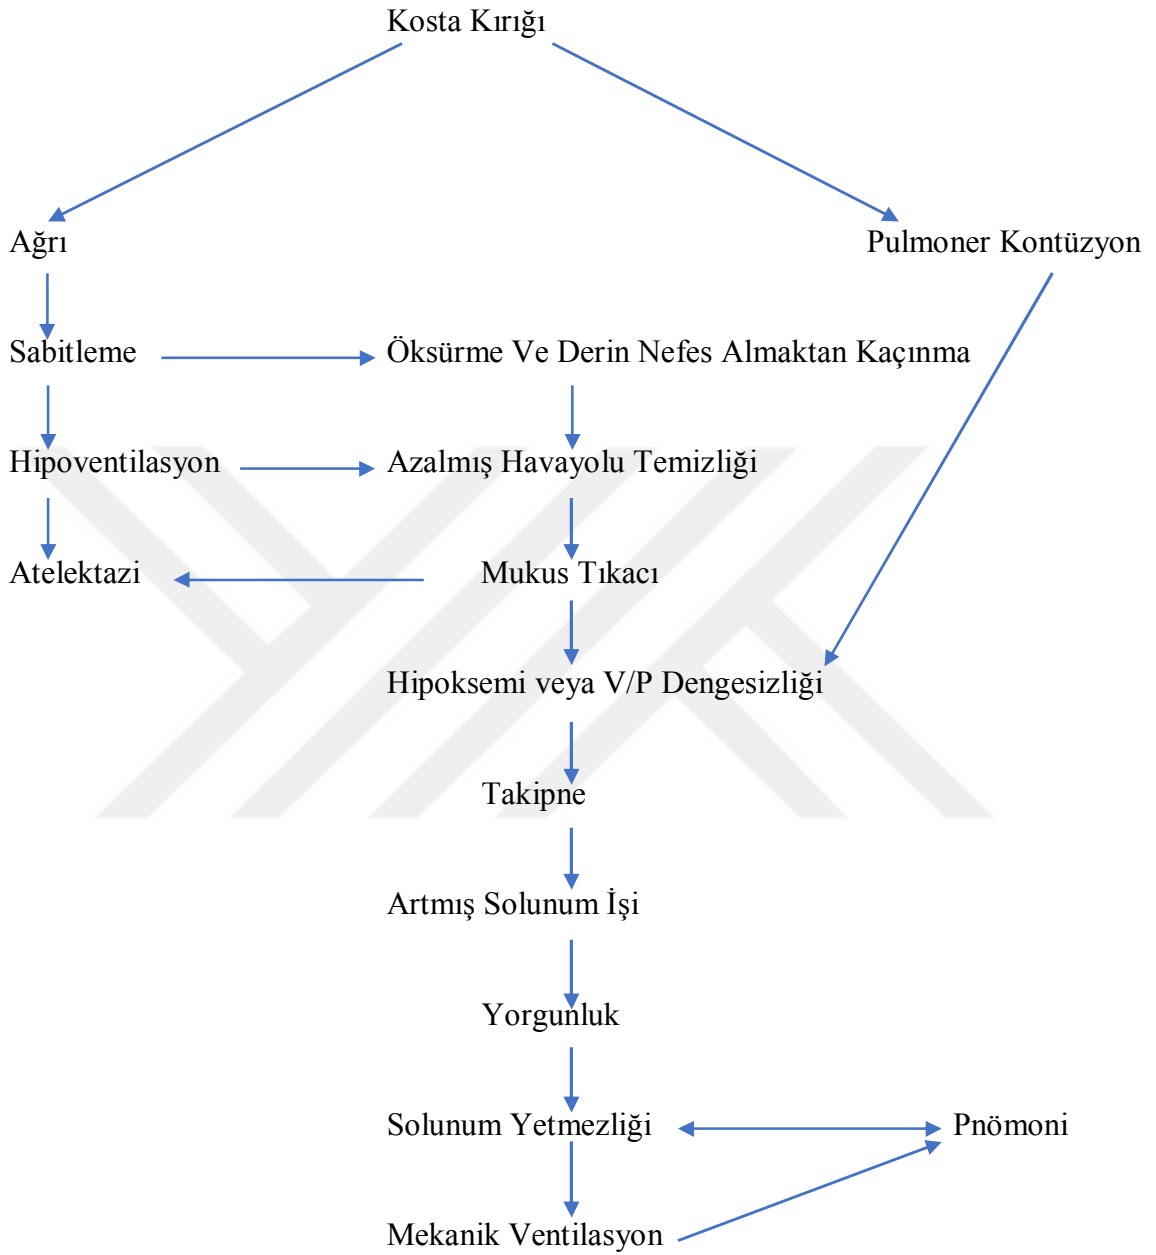 Kosta Kırığı
Ağrı
Pulmoner Kontüzyon
Sabitleme
Öksürme Ve Derin Nefes Almaktan Kaçınma
Hipoventilasyon
Azalmış Havayolu Temizliği
Atelektazi
Mukus Tıkacı
Hipoksemi veya V/P Dengesizliği
Takipne
Artmış Solunum İşi
Yorgunluk
Solunum Yetmezliği
Pnömoni
Mekanik Ventilasyon